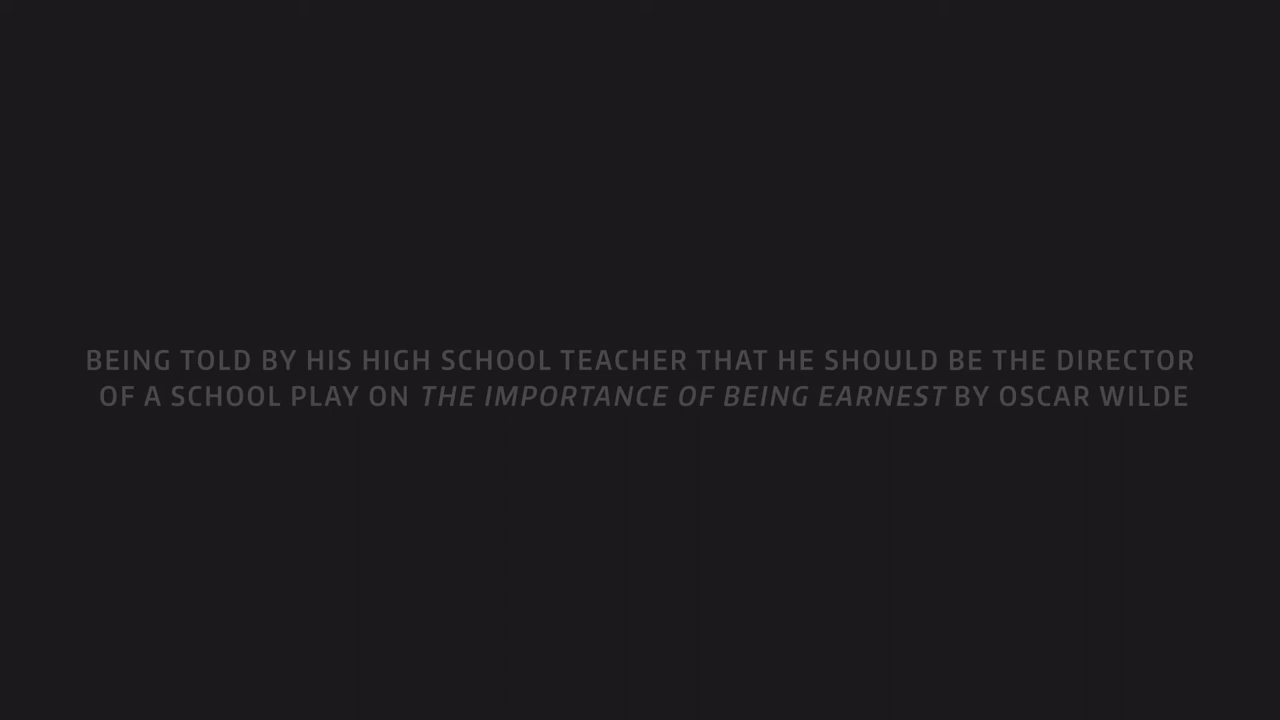 BEING TOLD BY HIS HIGH SCHOOL TEACHER THAT HE SHOULD BE THE DIRECTOR
OF A SCHOOL PLAY ON THE IMPORTANCE OF BEING EARNEST BY OSCAR WILDE